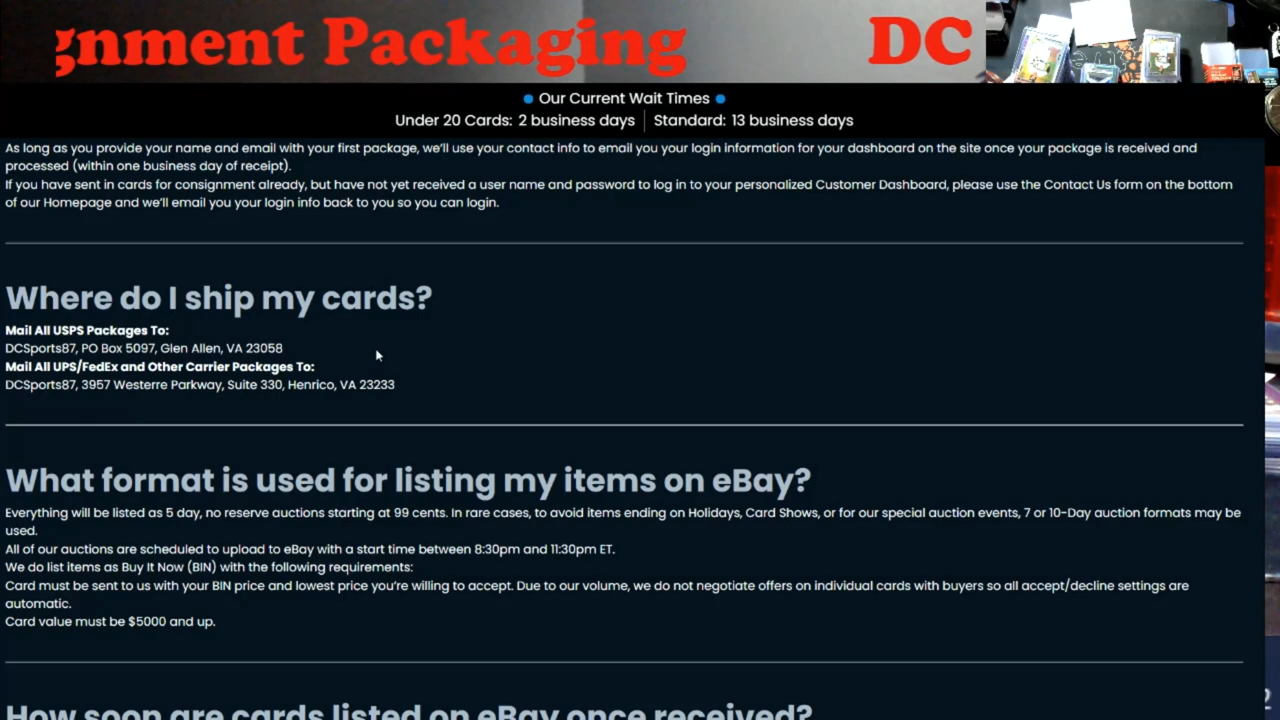 gnment Packaging DC
Our Current Wait Times
Under 20 Cards: 2 business days Standard: 13 business days
As long as you provide your name and email with your first package, we'll use your contact info to email you your login information for your dashboard on the site once your package is received and
processed (within one business day of receipt).
If you have sent in cards for consignment already, but have not yet received a user name and password to log in to your personalized Customer Dashboard, please use the Contact Us form on the bottom
of our Homepage and we'll email you your login info back to you so you can login.
Where do I ship my cards?
Mail All USPS Packages To:
DCSports87, PO Box 5097, Glen Allen, VA 23058
Mail All UPS/FedEx and Other Carrier Packages To:
DCSports87, 3957 Westerre Parkway, Suite 330, Henrico, VA 23233
What format is used for listing my items on eBay?
Everything will be listed as 5 day, no reserve auctions starting at 99 cents. In rare cases, to avoid items ending on Holidays, Card Shows, or for our special auction events, 7 or 10-Day auction formats may be
used.
All of our auctions are scheduled to upload to eBay with a start time between 8:30pm and 11:30pm ET.
We do list items as Buy It Now (BIN) with the following requirements:
Card must be sent to us with your BIN price and lowest price you're willing to accept. Due to our volume, we do not negotiate offers on individual cards with buyers so all accept/decline settings are
automatic.
Card value must be $5000 and up.
How soon are cards listed on eBay once received?